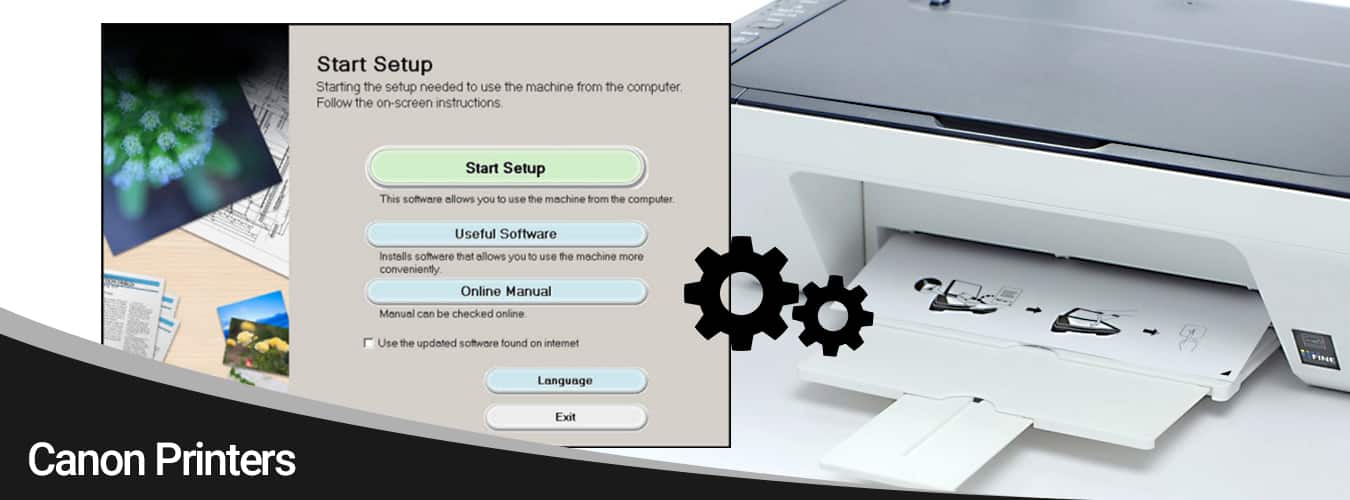 Start Setup
Starting the setup needed to use the machine from the computer.
Follow the on-screen instructions.
Start Setup
This software allows you to use the machine from the computer.
Useful Software
Installs software that allows you to use the machine more
conveniently.
Online Manual
Manual can be checked online.
Use the updated software found on internet
Language
Exit
FINE
Canon Printers